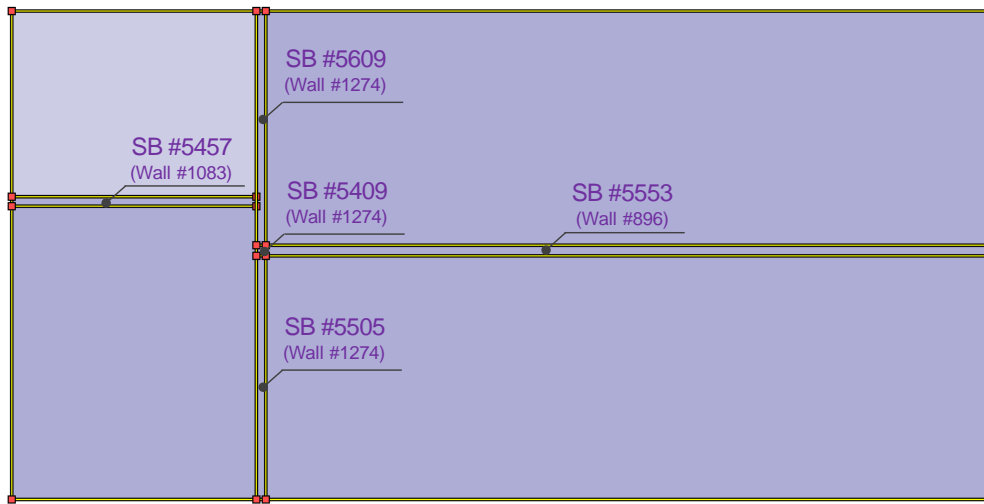 SB #5609
(Wall #1274)
SB #5457
(Wall #1083)
SB #5409
(Wall #1274)
SB #5553
(Wall #896)
SB #5505
(Wall #1274)